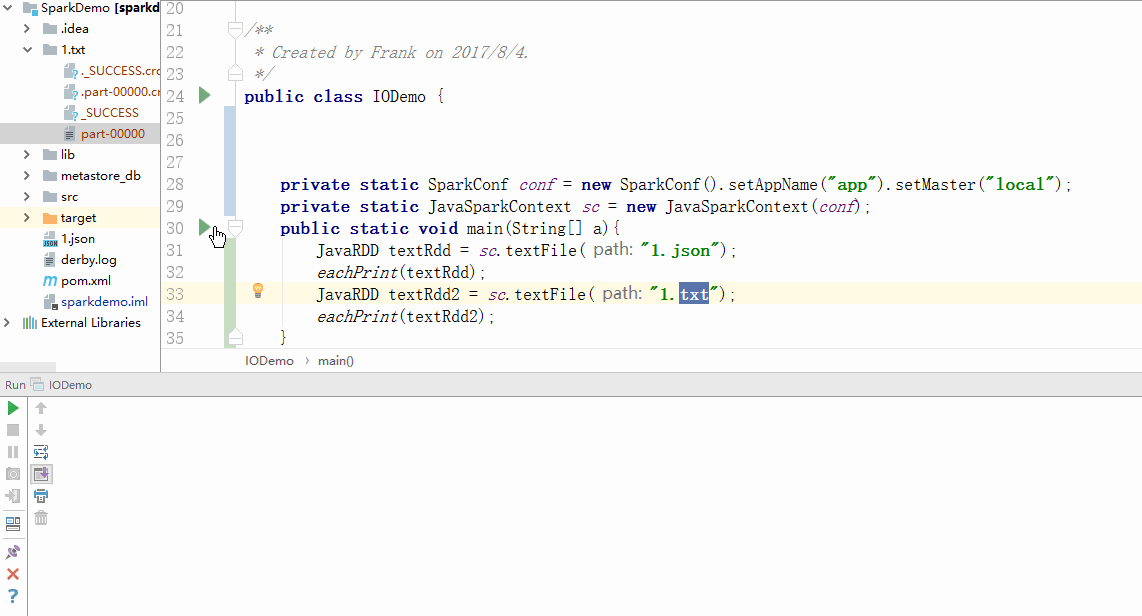 SparkDemo [sparkd
.idea
1.txt
._SUCCESS.crc
.part-00000.cr
_SUCCESS
part-00000
lib
metastore_db
src
target
1.json
derby.log
pom.xml
sparkdemo.iml
External Libraries
20
21 /**
22 * Created by Frank on 2017/8/4.
23 */
24 public class IODemo {
25
26
27
28 private static SparkConf conf = new SparkConf().setAppName("app").setMaster("local");
29 private static JavaSparkContext sc = new JavaSparkContext(conf);
30 public static void main(String[] a){
31 JavaRDD textRdd = sc.textFile( path: "1.json");
32 eachPrint(textRdd);
33 JavaRDD textRdd2 = sc.textFile( path: "1.txt");
34 eachPrint(textRdd2);
35 }
IODemo › main()
Run IODemo